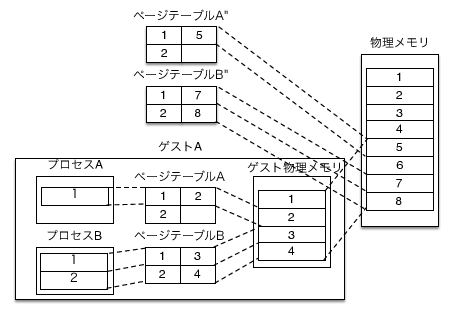 ページテーブルA"
1 5
2
ページテーブルB"
1 7
2 8
物理メモリ
1
2
3
4
5
6
7
8
ゲストA
プロセスA
1
ページテーブルA
1 2
2
ゲスト物理メモリ
1
2
3
4
プロセスB
1
2
ページテーブルB
1 3
2 4